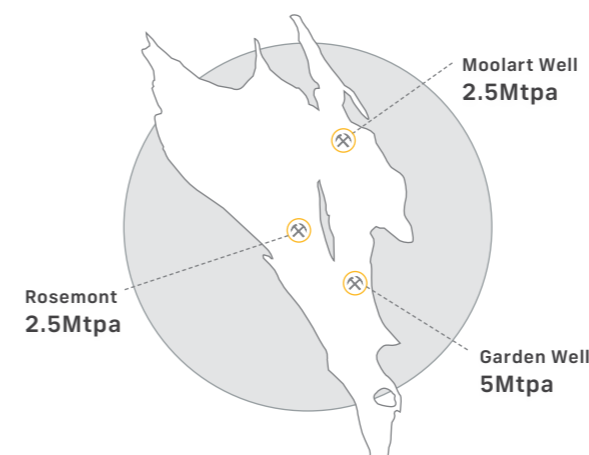 Moolart Well
2.5Mtpa
Rosemont
2.5Mtpa
Garden Well
5Mtpa